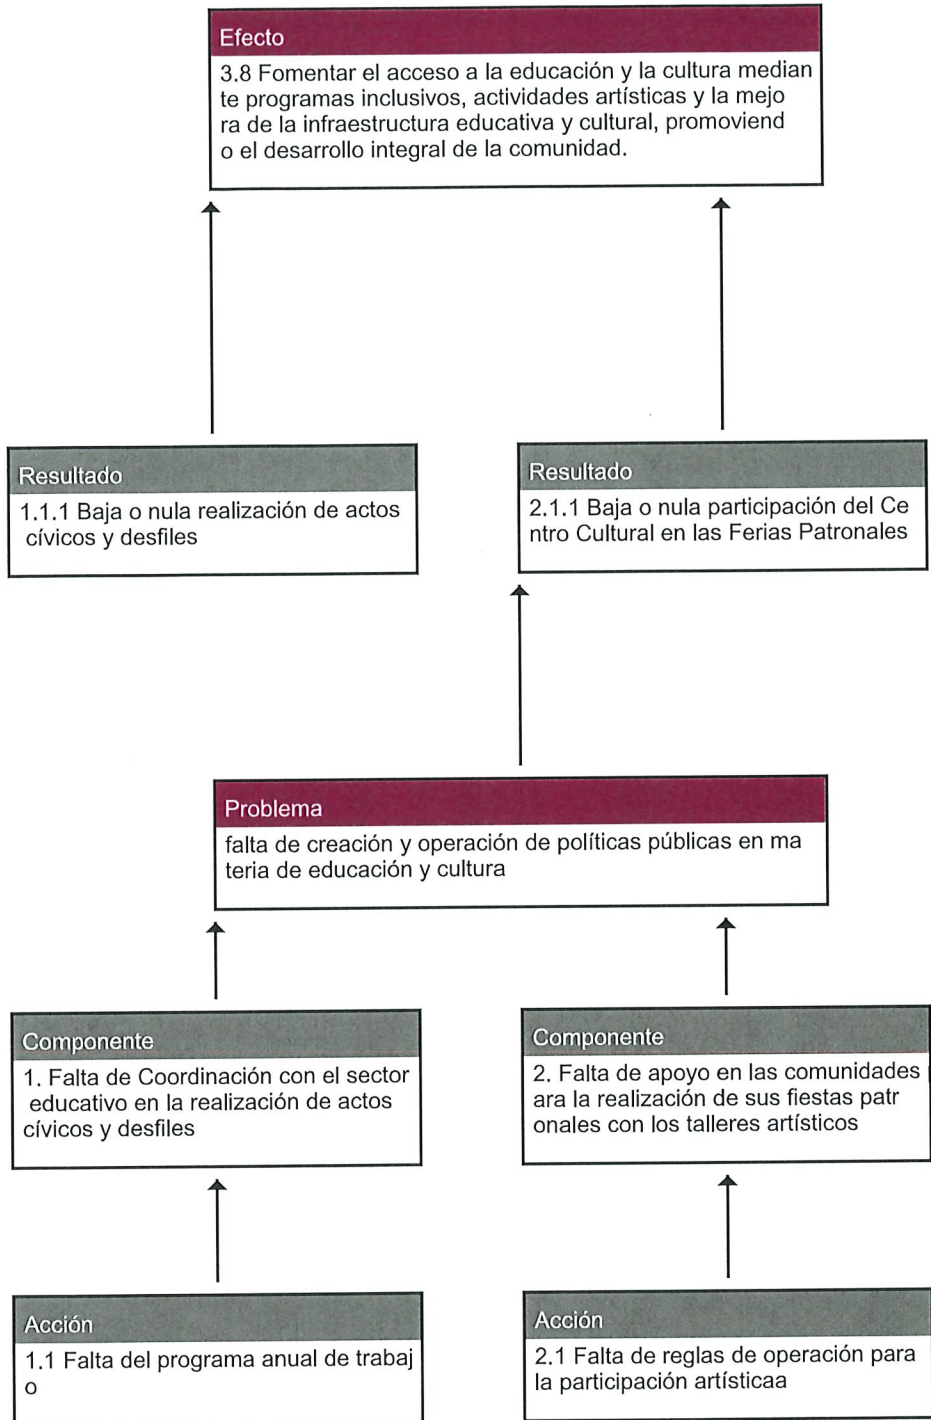 Efecto
3.8 Fomentar el acceso a la educación y la cultura median
te programas inclusivos, actividades artísticas y la mejo
ra de la infraestructura educativa y cultural, promoviend
o el desarrollo integral de la comunidad.
Resultado
1.1.1 Baja o nula realización de actos
cívicos y desfiles
Resultado
2.1.1 Baja o nula participación del Ce
ntro Cultural en las Ferias Patronales
Problema
falta de creación y operación de políticas públicas en ma
teria de educación y cultura
Componente
1. Falta de Coordinación con el sector
educativo en la realización de actos
cívicos y desfiles
Componente
2. Falta de apoyo en las comunidades
ara la realización de sus fiestas patr
onales con los talleres artísticos
Acción
1.1 Falta del programa anual de trabaj
o
Acción
2.1 Falta de reglas de operación para
la participación artísticaa